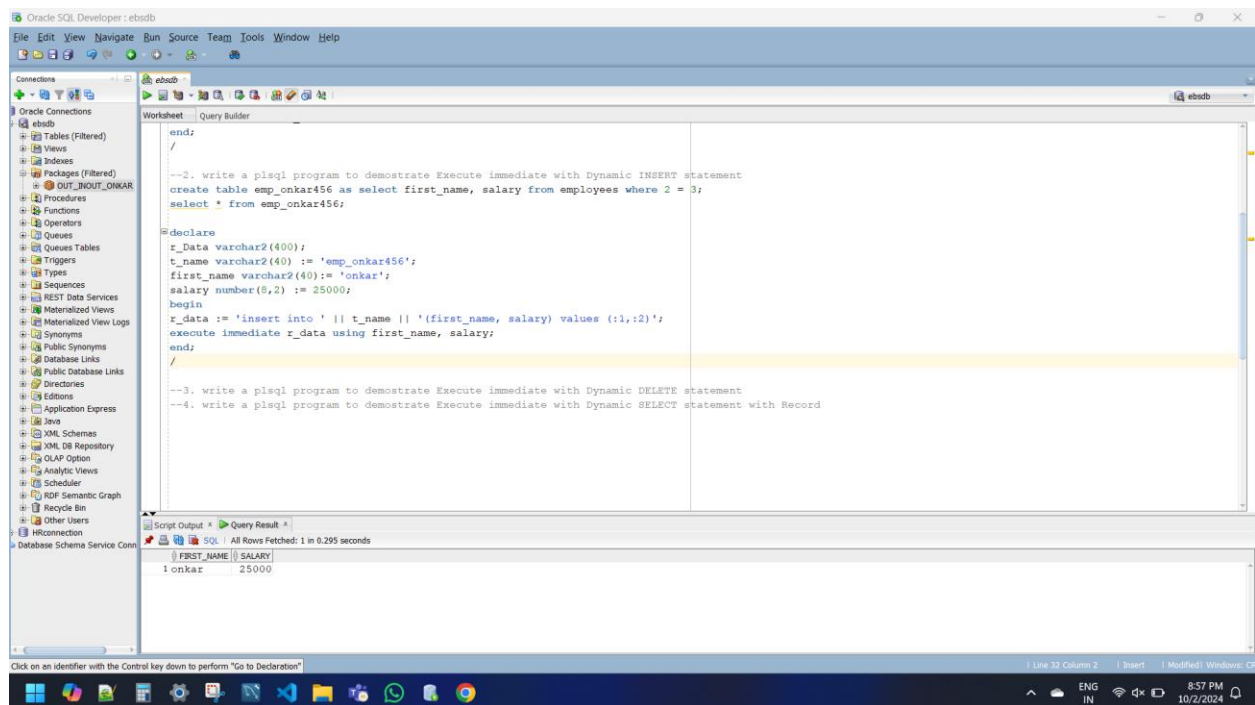 Oracle SQL Developer : ebsdb
File Edit View Navigate Run Source Team Tools Window Help
Connections
ebsdb
ebsdb
Oracle Connections
ebsdb
Tables (Filtered)
Views
Indexes
Packages (Filtered)
OUT_INOUT_ONKAR
Procedures
Functions
Operators
Queues
Queues Tables
Triggers
Types
Sequences
REST Data Services
Materialized Views
Materialized View Logs
Synonyms
Public Synonyms
Database Links
Public Database Links
Directories
Editions
Application Express
Java
XML Schemas
XML DB Repository
OLAP Option
Analytic Views
Scheduler
RDF Semantic Graph
Recycle Bin
Other Users
HRconnection
Database Schema Service Conn
Worksheet Query Builder
end;
/
--2. write a plsql program to demostrate Execute immediate with Dynamic INSERT statement
create table emp_onkar456 as select first_name, salary from employees where 2 = 3;
select * from emp_onkar456;
declare
r_Data varchar2(400);
t_name varchar2(40) := 'emp_onkar456';
first_name varchar2(40):= 'onkar';
salary number(8,2) := 25000;
begin
r_data := 'insert into ' || t_name || '(first_name, salary) values (:1,:2)';
execute immediate r_data using first_name, salary;
end;
/
--3. write a plsql program to demostrate Execute immediate with Dynamic DELETE statement
--4. write a plsql program to demostrate Execute immediate with Dynamic SELECT statement with Record
Script Output Query Result
SQL All Rows Fetched: 1 in 0.295 seconds
FIRST_NAME SALARY
1 onkar 25000
Click on an identifier with the Control key down to perform "Go to Declaration"
Line 32 Column 2 Insert Modified Windows: CR
ENG
IN
8:57 PM
10/2/2024